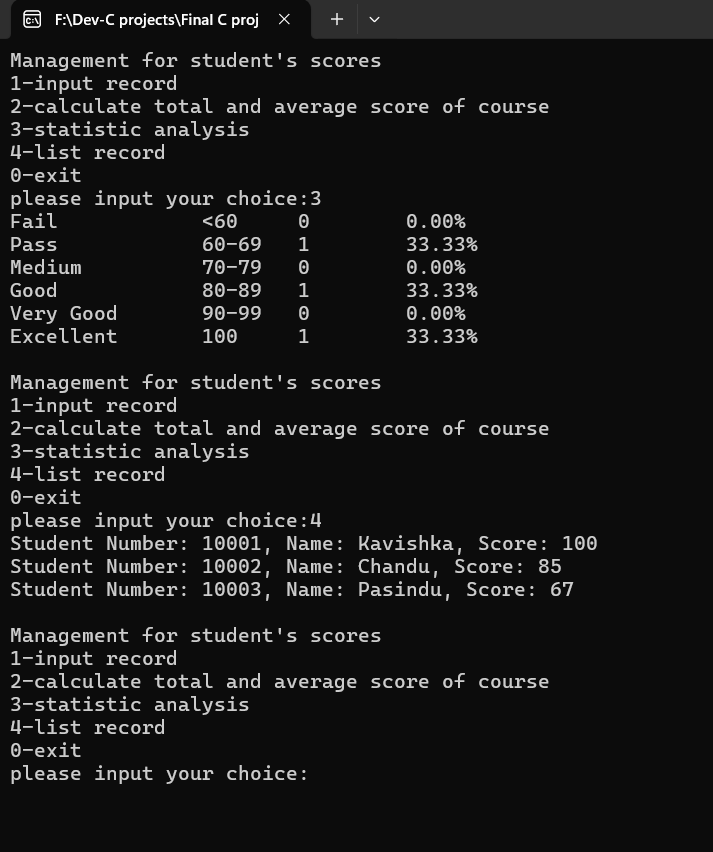 F:\Dev-C projects\Final C proj
Management for student's scores
1-input record
2-calculate total and average score of course
3-statistic analysis
4-list record
0-exit
please input your choice:3
Fail <60 0 0.00%
Pass 60-69 1 33.33%
Medium 70-79 0 0.00%
Good 80-89 1 33.33%
Very Good 90-99 0 0.00%
Excellent 100 1 33.33%
Management for student's scores
1-input record
2-calculate total and average score of course
3-statistic analysis
4-list record
0-exit
please input your choice:4
Student Number: 10001, Name: Kavishka, Score: 100
Student Number: 10002, Name: Chandu, Score: 85
Student Number: 10003, Name: Pasindu, Score: 67
Management for student's scores
1-input record
2-calculate total and average score of course
3-statistic analysis
4-list record
0-exit
please input your choice: